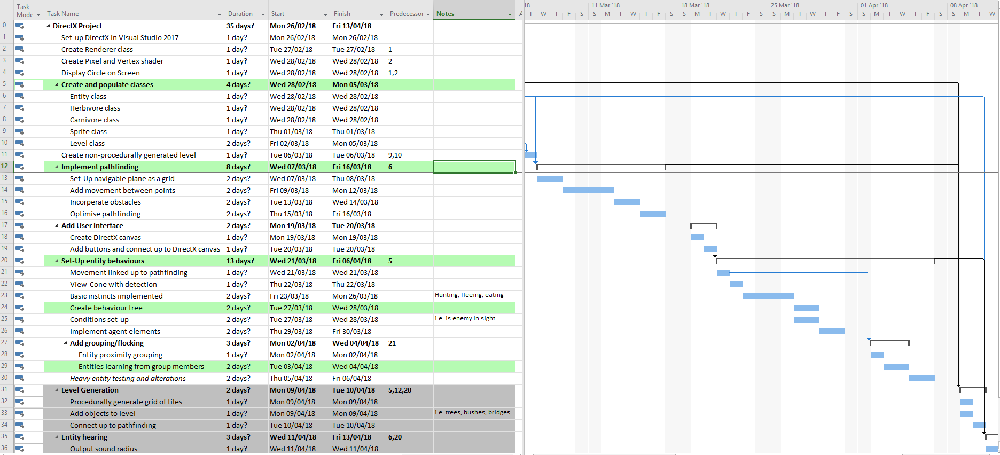 Task Mode Task Name Duration Start Finish Predecessor Notes A
'18 11 Mar '18 18 Mar '18 25 Mar '18 01 Apr '18 08 Apr '18
T W T F S S M T W T F S S M T W T F S S M T W T F S S M T W T F S S M T W
0 DirectX Project 35 days? Mon 26/02/18 Fri 13/04/18
1 Set-up DirectX in Visual Studio 2017 1 day? Mon 26/02/18 Mon 26/02/18
2 Create Renderer class 1 day? Tue 27/02/18 Tue 27/02/18 1
3 Create Pixel and Vertex shader 1 day? Wed 28/02/18 Wed 28/02/18 2
4 Display Circle on Screen 1 day? Wed 28/02/18 Wed 28/02/18 1,2
5 Create and populate classes 4 days? Wed 28/02/18 Mon 05/03/18
6 Entity class 1 day? Wed 28/02/18 Wed 28/02/18
7 Herbivore class 1 day? Wed 28/02/18 Wed 28/02/18
8 Carnivore class 1 day? Wed 28/02/18 Wed 28/02/18
9 Sprite class 1 day? Thu 01/03/18 Thu 01/03/18
10 Level class 2 days? Fri 02/03/18 Mon 05/03/18
11 Create non-procedurally generated level 1 day? Tue 06/03/18 Tue 06/03/18 9,10
12 Implement pathfinding 8 days? Wed 07/03/18 Fri 16/03/18 6
13 Set-Up navigable plane as a grid 2 days? Wed 07/03/18 Thu 08/03/18
14 Add movement between points 2 days? Fri 09/03/18 Mon 12/03/18
15 Incorperate obstacles 2 days? Tue 13/03/18 Wed 14/03/18
16 Optimise pathfinding 2 days? Thu 15/03/18 Fri 16/03/18
17 Add User Interface 2 days? Mon 19/03/18 Tue 20/03/18
18 Create DirectX canvas 1 day? Mon 19/03/18 Mon 19/03/18
19 Add buttons and connect up to DirectX canvas 1 day? Tue 20/03/18 Tue 20/03/18
20 Set-Up entity behaviours 13 days? Wed 21/03/18 Fri 06/04/18 5
21 Movement linked up to pathfinding 1 day? Wed 21/03/18 Wed 21/03/18
22 View-Cone with detection 1 day? Thu 22/03/18 Thu 22/03/18
23 Basic instincts implemented 2 days? Fri 23/03/18 Mon 26/03/18 Hunting, fleeing, eating
24 Create behaviour tree 2 days? Tue 27/03/18 Wed 28/03/18
25 Conditions set-up 2 days? Tue 27/03/18 Wed 28/03/18 i.e. is enemy in sight
26 Implement agent elements 2 days? Thu 29/03/18 Fri 30/03/18
27 Add grouping/flocking 3 days? Mon 02/04/18 Wed 04/04/18 21
28 Entity proximity grouping 1 day? Mon 02/04/18 Mon 02/04/18
29 Entities learning from group members 2 days? Tue 03/04/18 Wed 04/04/18
30 Heavy entity testing and alterations 2 days? Thu 05/04/18 Fri 06/04/18
31 Level Generation 2 days? Mon 09/04/18 Tue 10/04/18 5,12,20
32 Procedurally generate grid of tiles 1 day? Mon 09/04/18 Mon 09/04/18
33 Add objects to level 1 day? Mon 09/04/18 Mon 09/04/18 i.e. trees, bushes, bridges
34 Connect up to pathfinding 1 day? Tue 10/04/18 Tue 10/04/18
35 Entity hearing 3 days? Wed 11/04/18 Fri 13/04/18 6,20
36 Output sound radius 1 day? Wed 11/04/18 Wed 11/04/18